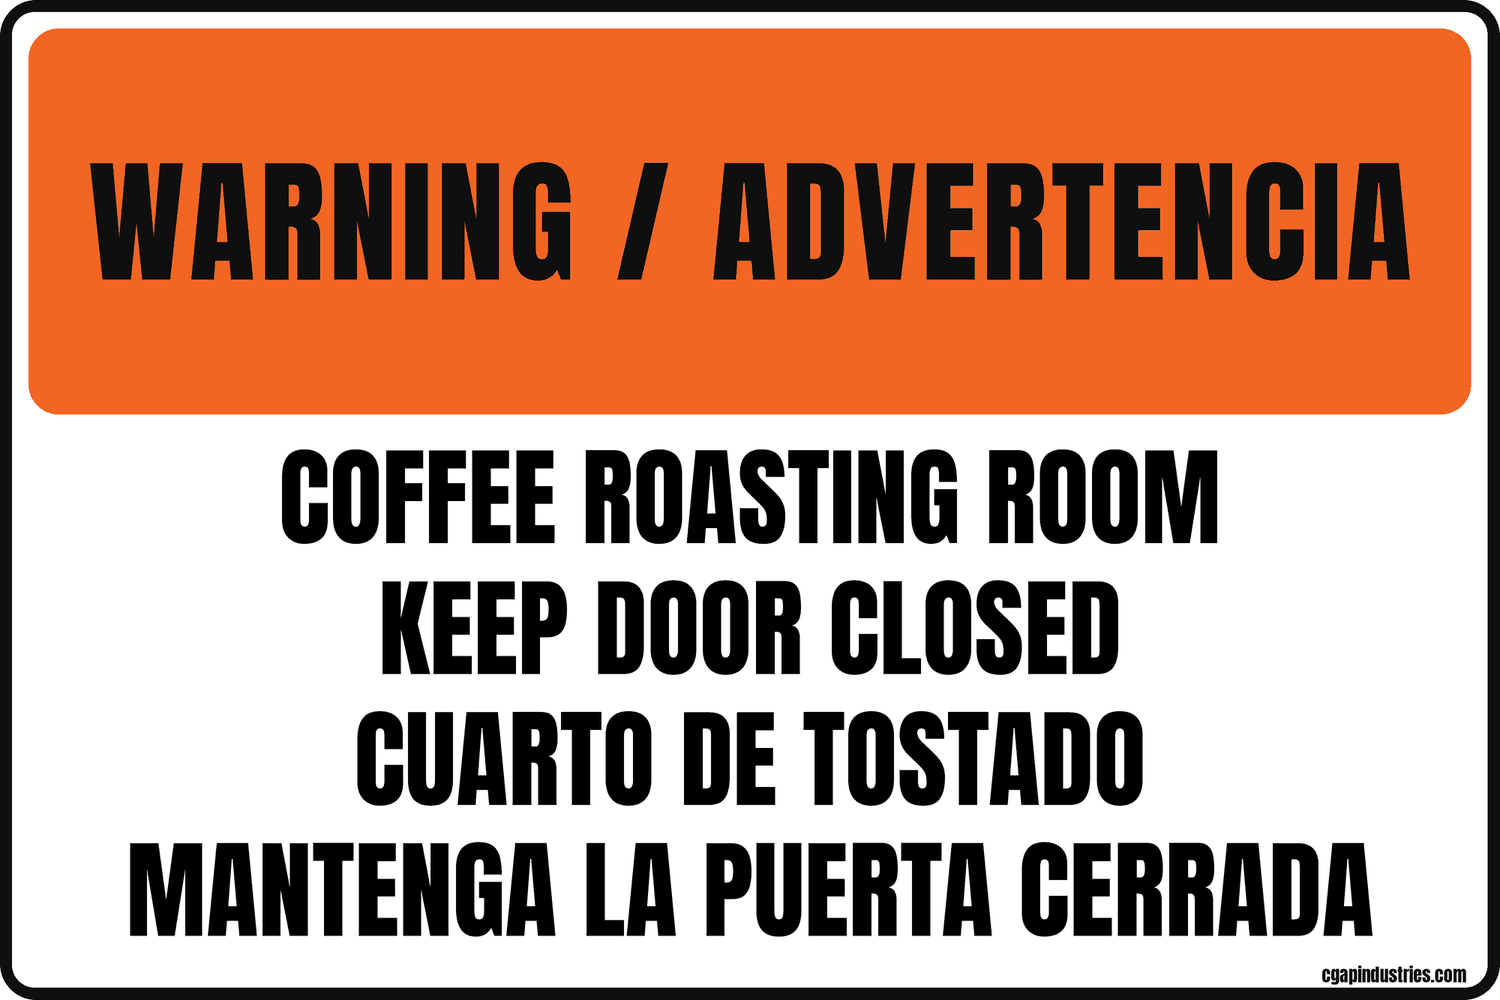 WARNING / ADVERTENCIA
COFFEE ROASTING ROOM
KEEP DOOR CLOSED
CUARTO DE TOSTADO
MANTENGA LA PUERTA CERRADA
cgapindustries.com